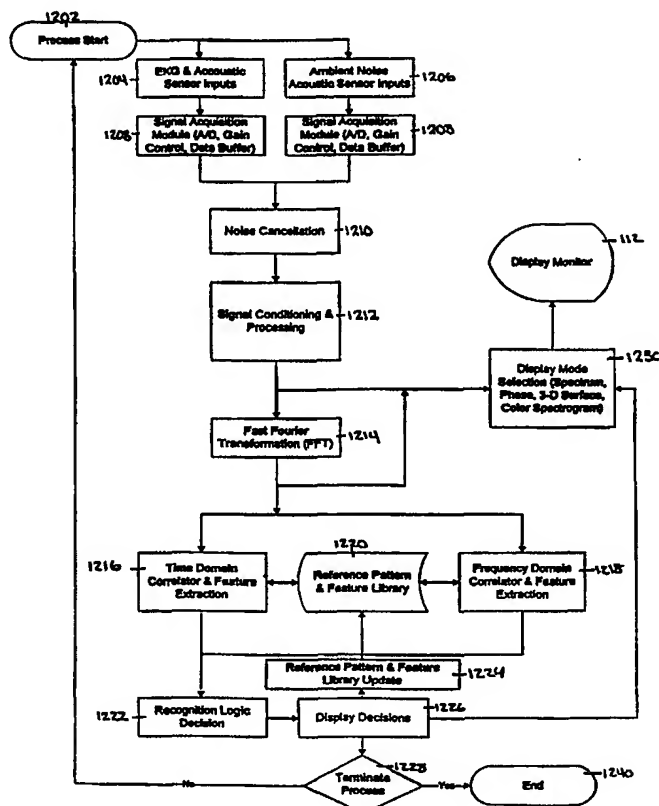 1202
Process Start
1204
EKG & Accoustic
Sensor Inputs
Ambient Noise
Acoustic Sensor Inputs
1206
1208
Signal Acquisition
Module (A/D, Gain
Control, Data Buffer)
Signal Acquisition
Module (A/D, Gain
Control, Data Buffer)
1208
Noise Cancellation
1210
112
Display Monitor
Signal Conditioning &
Processing
1212
1230
Display Mode
Selection (Spectrum,
Phase, 3-D Surface,
Color Spectrogram)
Fast Fourier
Transformation (FFT)
1214
1216
Time Domain
Correlator & Feature
Extraction
1220
Reference Pattern
& Feature Library
Frequency Domain
Correlator & Feature
Extraction
1218
Reference Pattern & Feature
Library Update
1224
1222
Recognition Logic
Decision
Display Decisions
1226
1228
Terminate
Process
No
Yes
End
1240